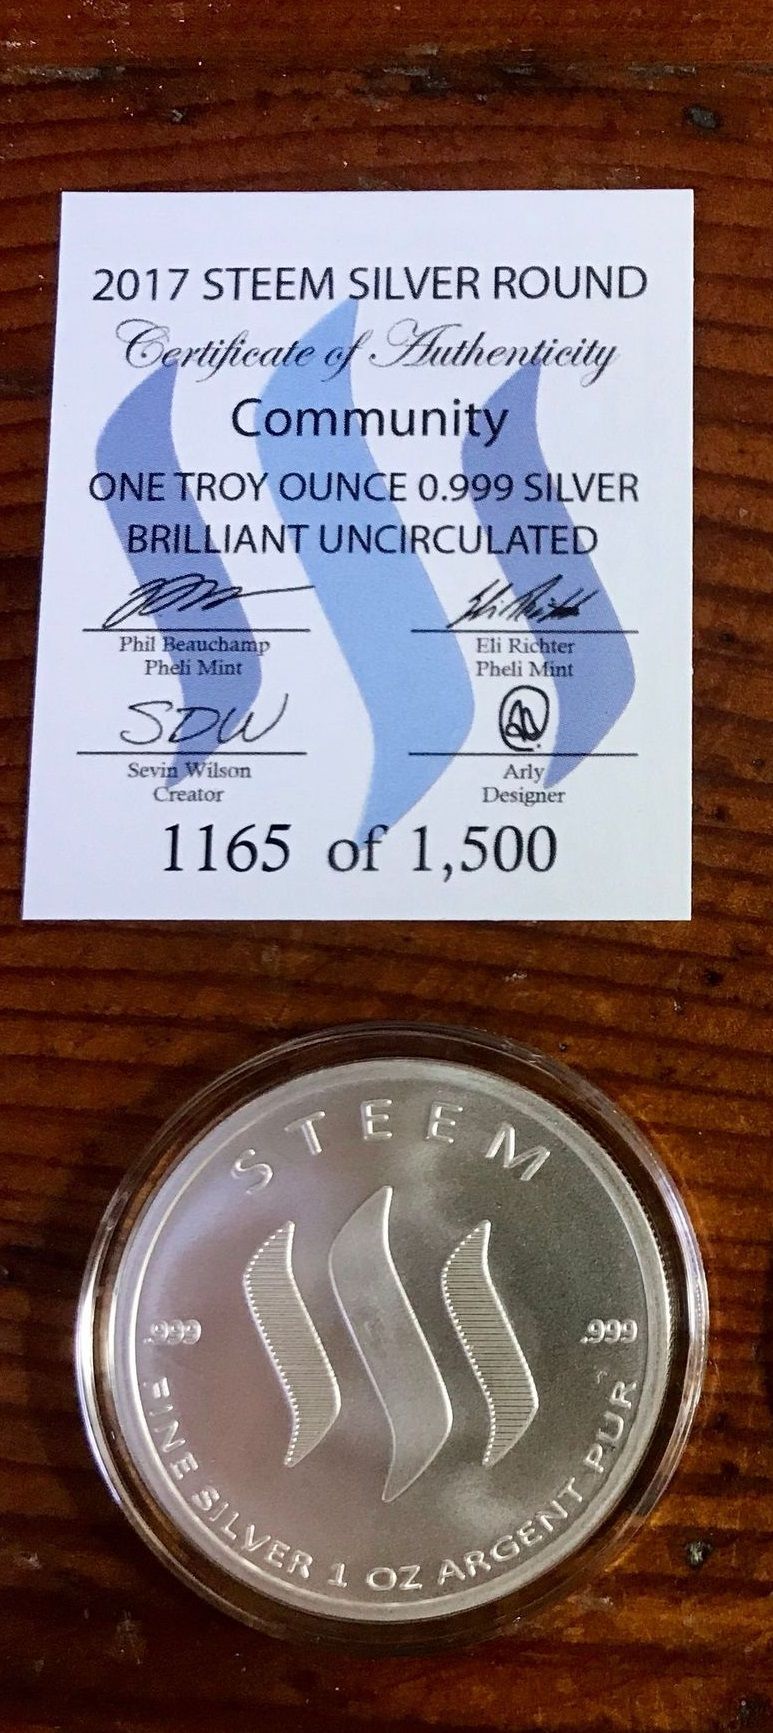 2017 STEEM SILVER ROUND
Certificate of Authenticity
Community
ONE TROY OUNCE 0.999 SILVER
BRILLIANT UNCIRCULATED
Phil Beauchamp
Pheli Mint
Eli Richter
Pheli Mint
SDW
Sevin Wilson
Creator
Arly
Designer
1165 of 1,500
STEEM
.999
.999
FINE SILVER 1 OZ ARGENT PUR